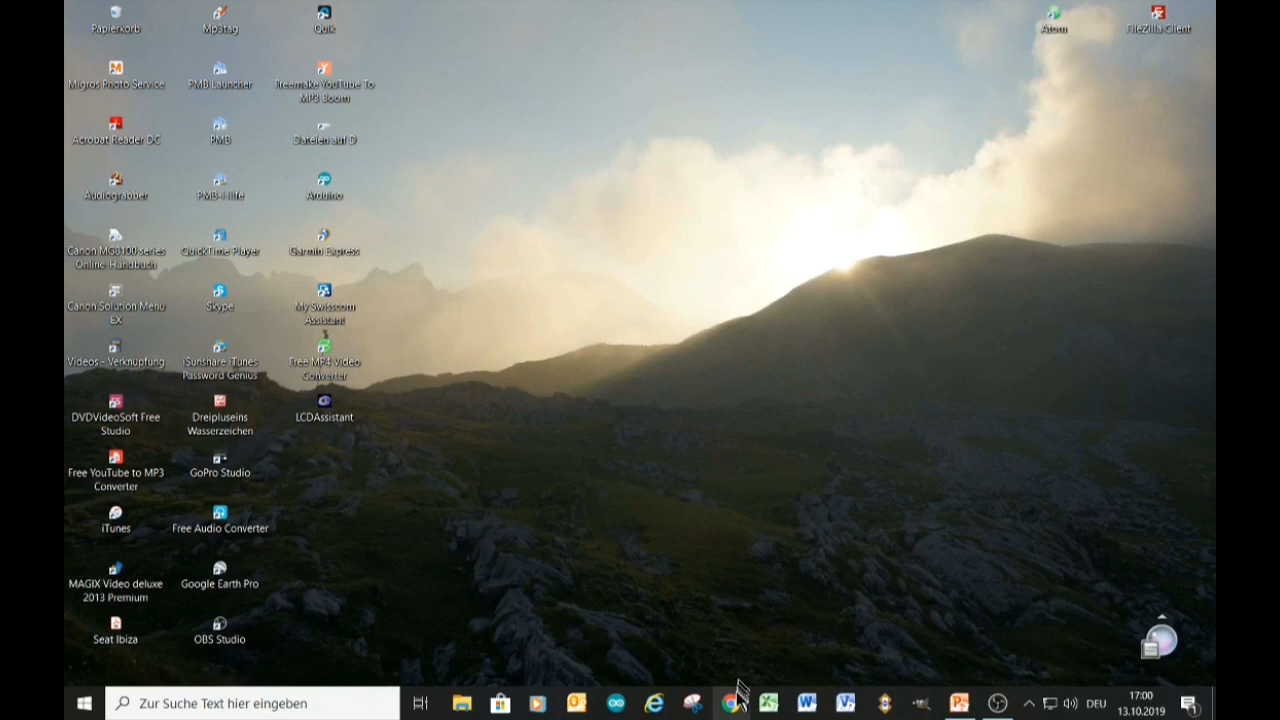 Papierkorb
Mp3tag
Quik
Atom
FileZilla Client
Migros Photo Service
PMB Launcher
Freemake YouTube To
MP3 Boom
Acrobat Reader DC
PMB
Dateien auf D
Audiograbber
PMB-Hilfe
Arduino
Canon MG8100 series
Online-Handbuch
QuickTime Player
Garmin Express
Canon Solution Menu
EX
Skype
My Swisscom
Assistant
Videos - Verknüpfung
iSunshare iTunes
Password Genius
Free MP4 Video
Converter
DVDVideoSoft Free
Studio
Dreipluseins
Wasserzeichen
LCDAssistant
Free YouTube to MP3
Converter
GoPro Studio
iTunes
Free Audio Converter
MAGIX Video deluxe
2013 Premium
Google Earth Pro
Seat Ibiza
OBS Studio
Zur Suche Text hier eingeben
DEU
17:00
13.10.2019